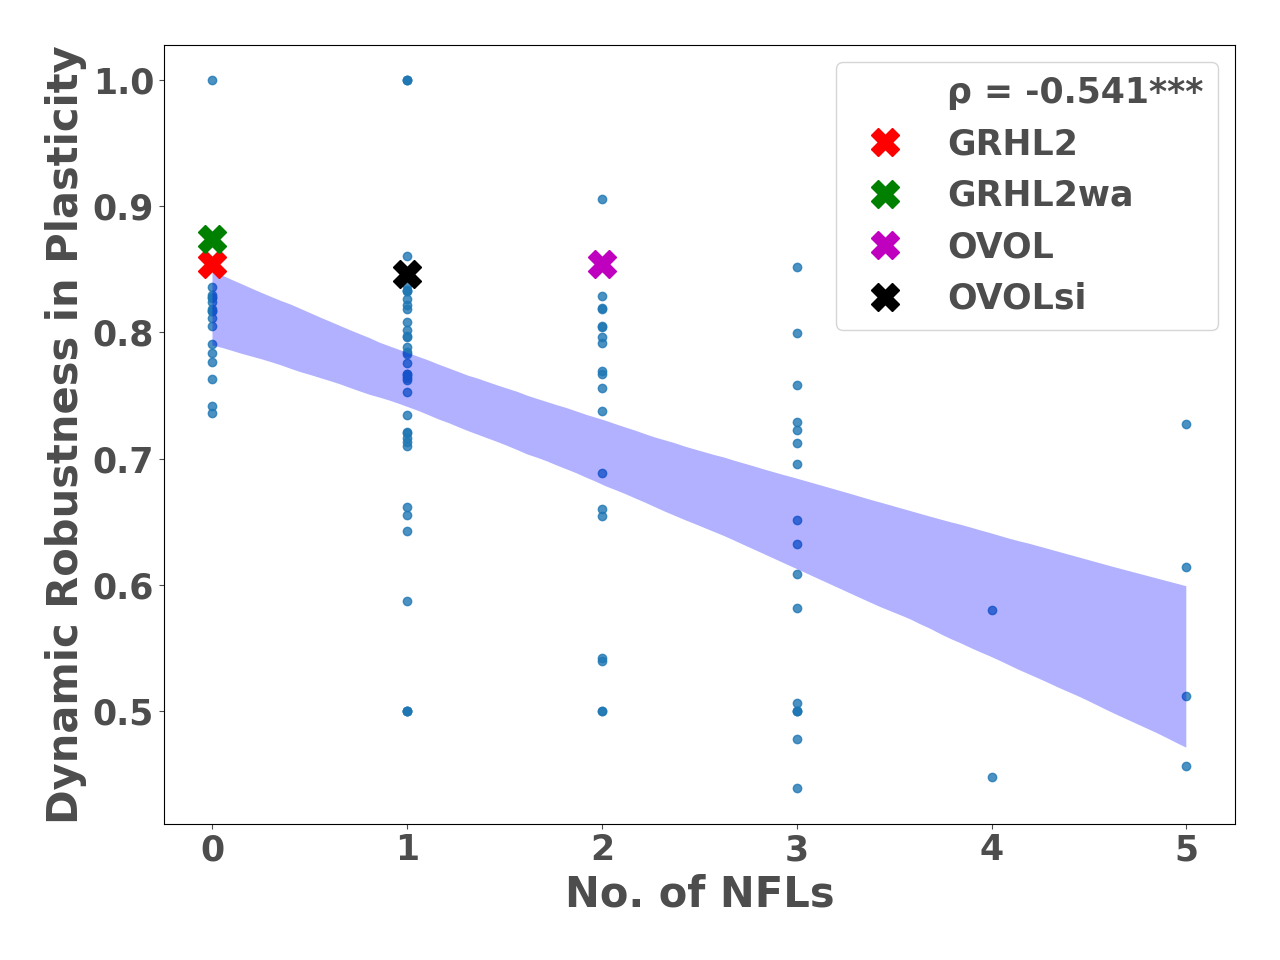 Dynamic Robustness in Plasticity
1.0
0.9
0.8
0.7
0.6
0.5
0 1 2 3 4 5
No. of NFLs
ρ = -0.541***
GRHL2
GRHL2wa
OVOL
OVOLsi